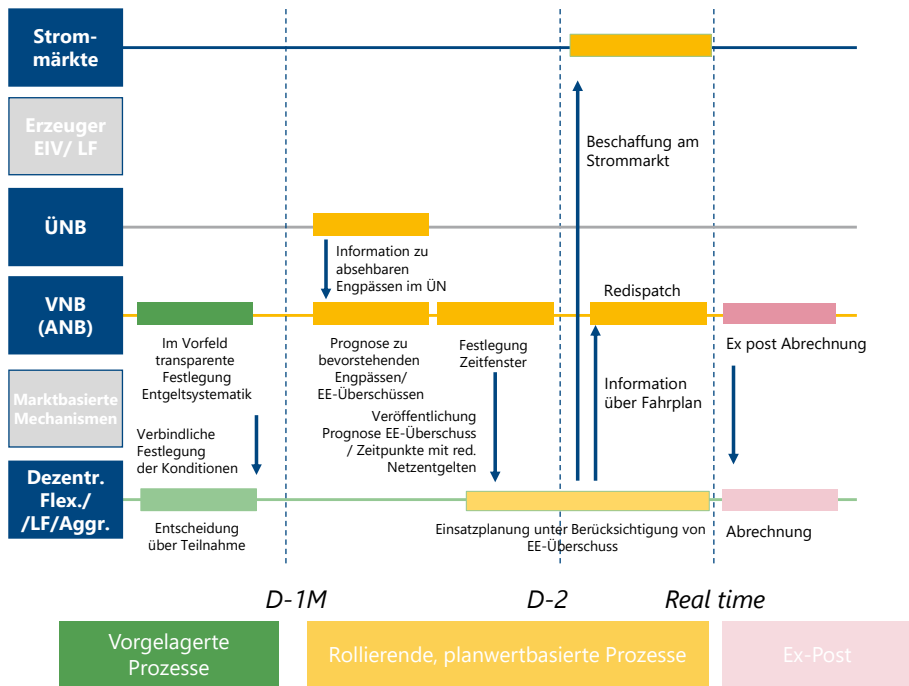 Strom-
märkte
Erzeuger
EIV/ LF
Beschaffung am
Strommarkt
ÜNB
Information zu
absehbaren
Engpässen im ÜN
VNB
(ANB)
Redispatch
Im Vorfeld
transparente
Festlegung
Entgeltsystematik
Prognose zu
bevorstehenden
Engpässen/
EE-Überschüssen
Festlegung
Zeitfenster
Ex post Abrechnung
Marktbasierte
Mechanismen
Verbindliche
Festlegung
der Konditionen
Veröffentlichung
Prognose EE-Überschuss
/ Zeitpunkte mit red.
Netzentgelten
Information
über Fahrplan
Dezentr.
Flex./
/LF/Aggr.
Entscheidung
über Teilnahme
Einsatzplanung unter Berücksichtigung von
EE-Überschuss
Abrechnung
D-1M
D-2
Real time
Vorgelagerte
Prozesse
Rollierende, planwertbasierte Prozesse
Ex-Post